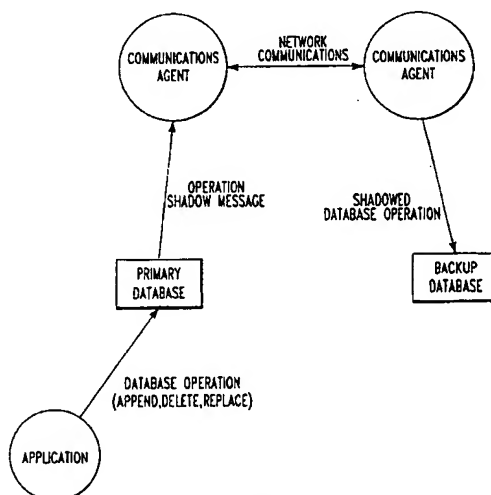 NETWORK
COMMUNICATIONS
COMMUNICATIONS
AGENT
COMMUNICATIONS
AGENT
OPERATION
SHADOW MESSAGE
SHADOWED
DATABASE OPERATION
PRIMARY
DATABASE
BACKUP
DATABASE
DATABASE OPERATION
(APPEND,DELETE,REPLACE)
APPLICATION